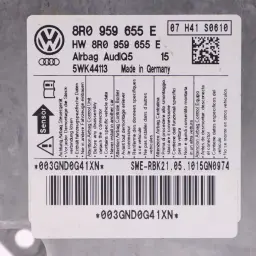 8R0 959 655 E
07 H41 S0610
HW 8R0 959 655 E
Airbag AudiQ5 15
5WK44113 Made in Germany
Sensor
*003GND0G41XN*
SME-RBK21.05.1015GN0974
*003GND0G41XN*